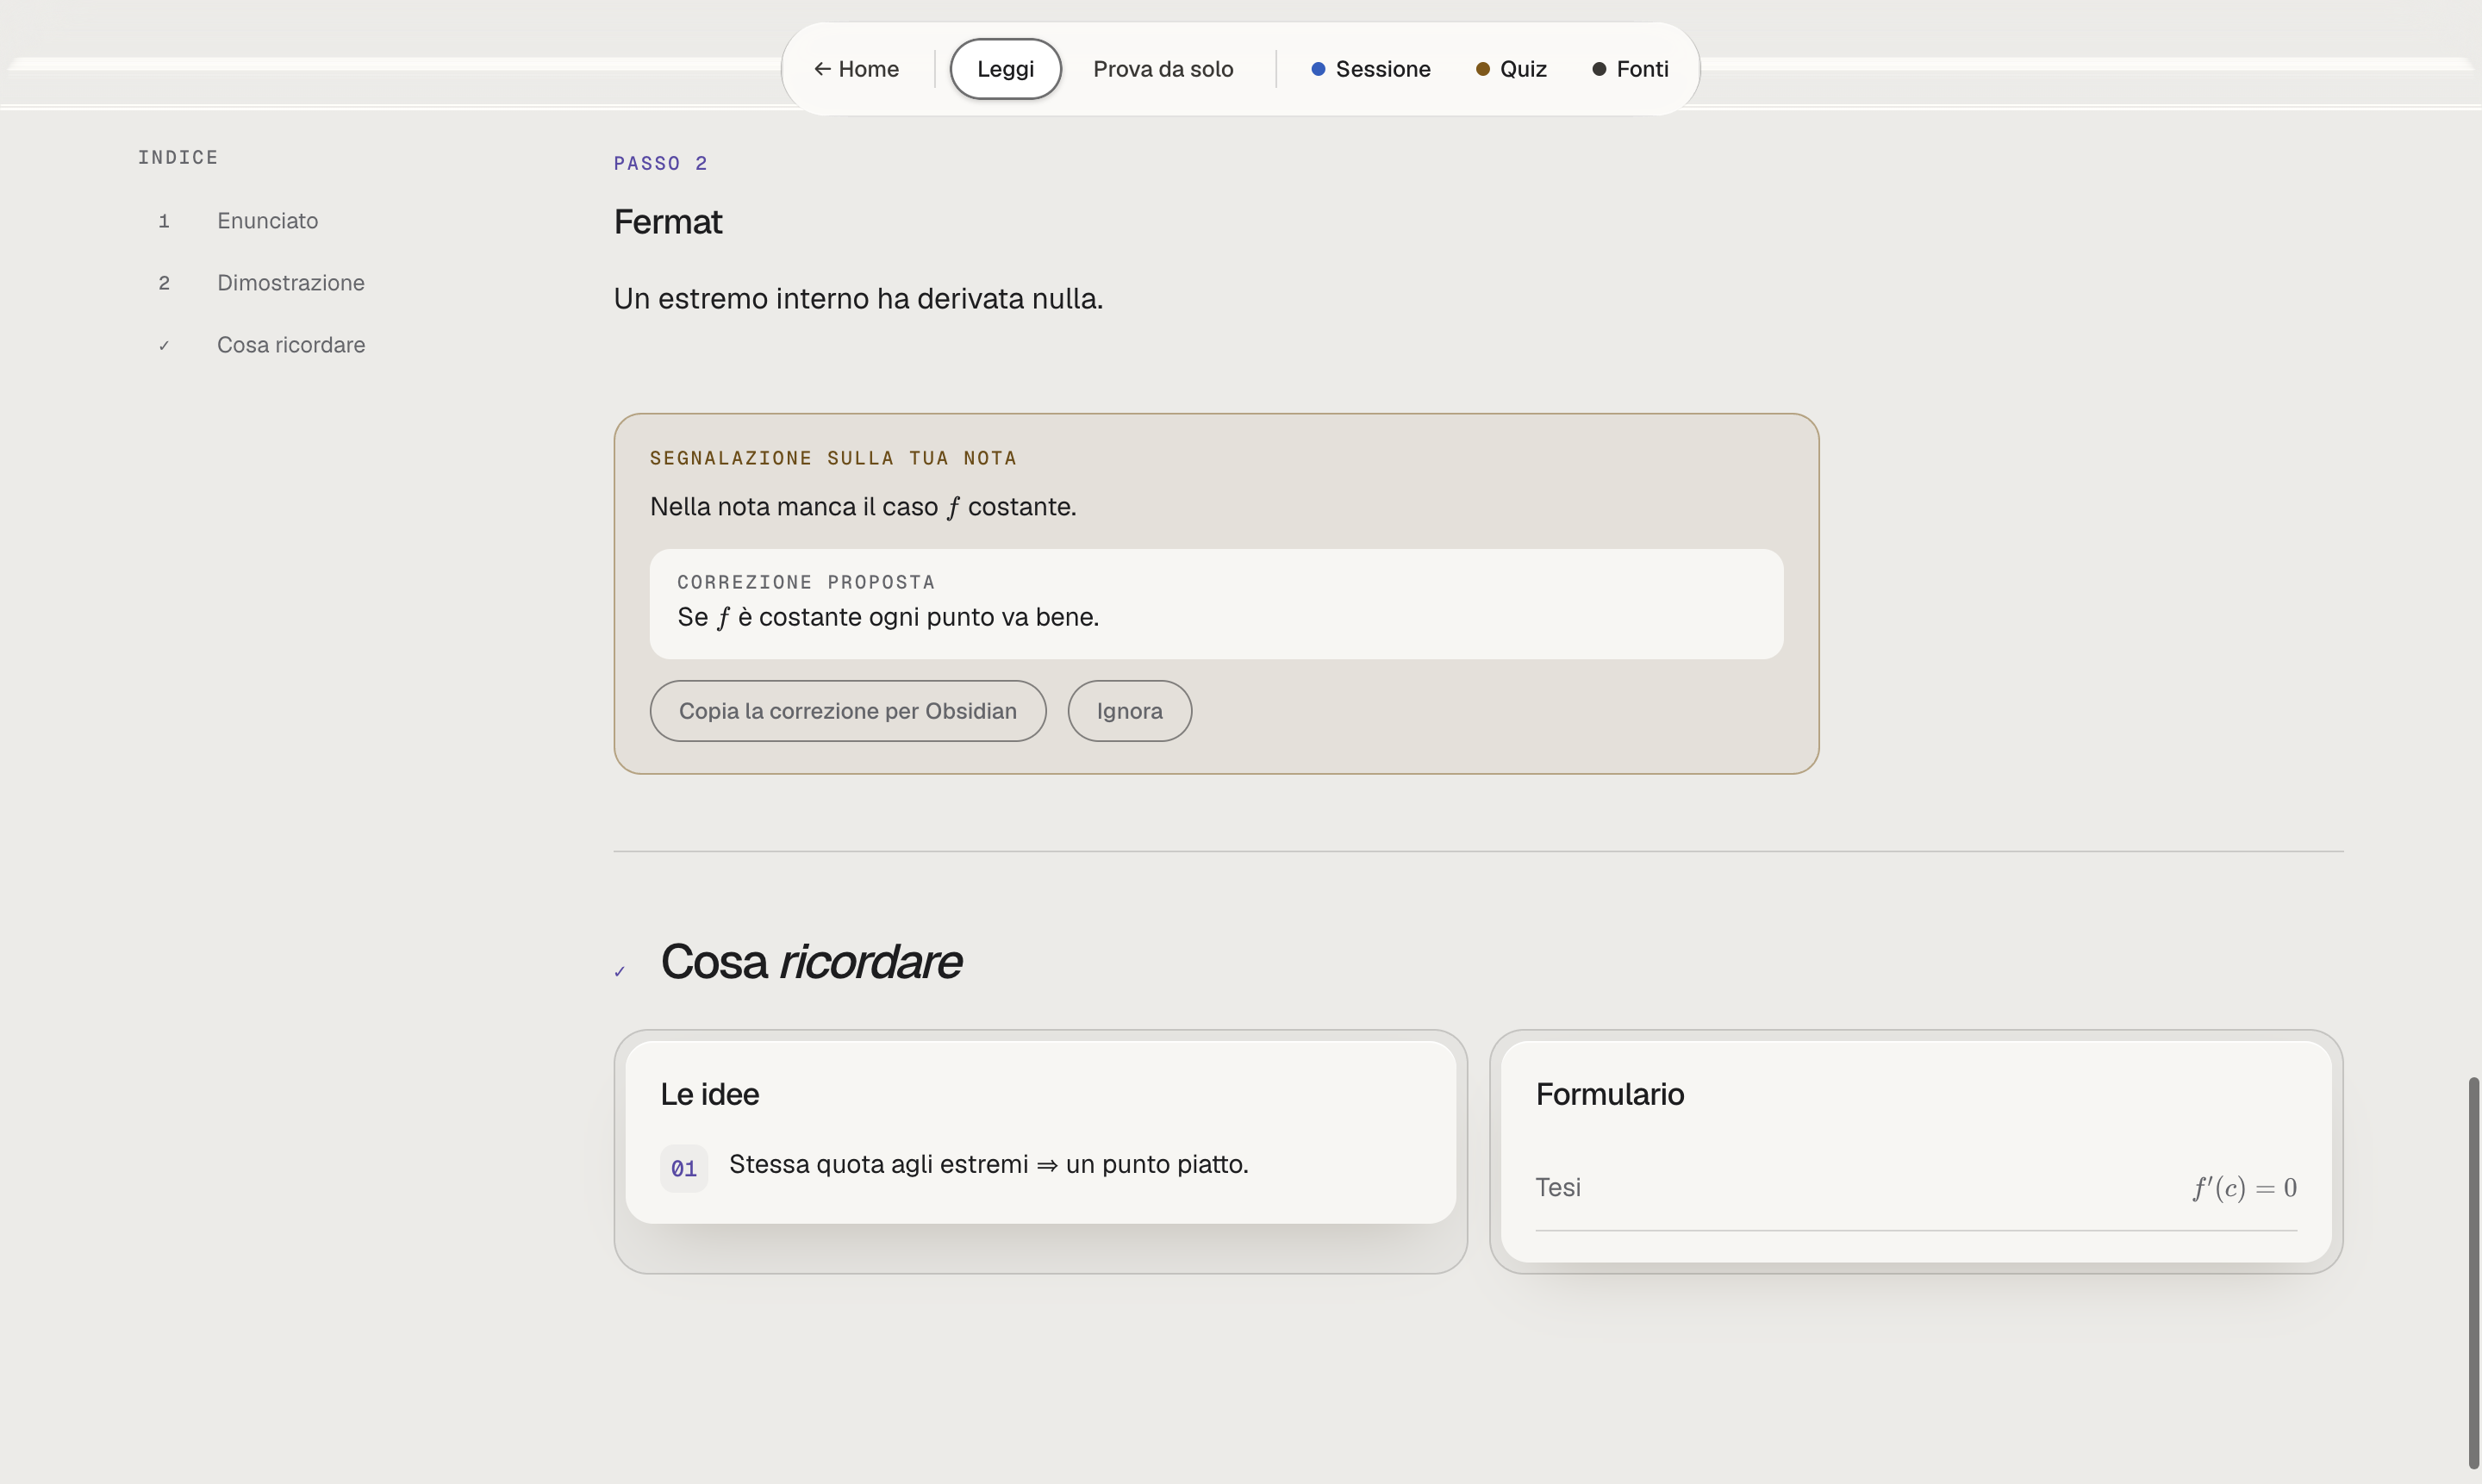 ← Home
Leggi
Prova da solo
Sessione
Quiz
Fonti
INDICE
1 Enunciato
2 Dimostrazione
✓ Cosa ricordare
PASSO 2
Fermat
Un estremo interno ha derivata nulla.
SEGNALAZIONE SULLA TUA NOTA
Nella nota manca il caso f costante.
CORREZIONE PROPOSTA
Se f è costante ogni punto va bene.
Copia la correzione per Obsidian
Ignora
✓ Cosa ricordare
Le idee
01 Stessa quota agli estremi ⇒ un punto piatto.
Formulario
Tesi f′(c) = 0